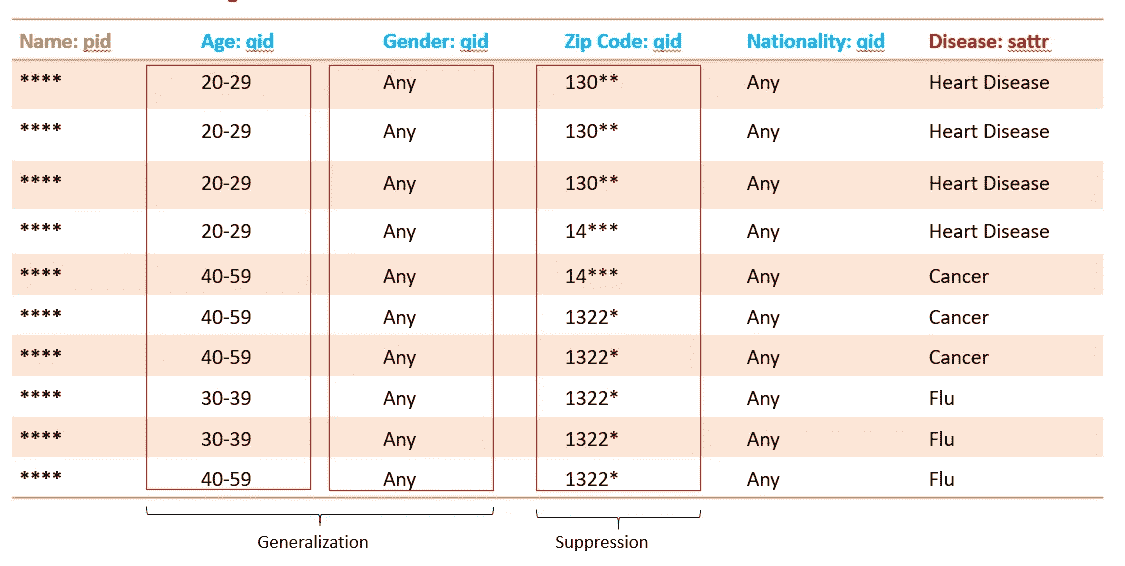 Name: pid Age: qid Gender: qid Zip Code: qid Nationality: qid Disease: sattr
**** 20-29 Any 130** Any Heart Disease
**** 20-29 Any 130** Any Heart Disease
**** 20-29 Any 130** Any Heart Disease
**** 20-29 Any 14*** Any Heart Disease
**** 40-59 Any 14*** Any Cancer
**** 40-59 Any 1322* Any Cancer
**** 40-59 Any 1322* Any Cancer
**** 30-39 Any 1322* Any Flu
**** 30-39 Any 1322* Any Flu
**** 40-59 Any 1322* Any Flu
Generalization Suppression